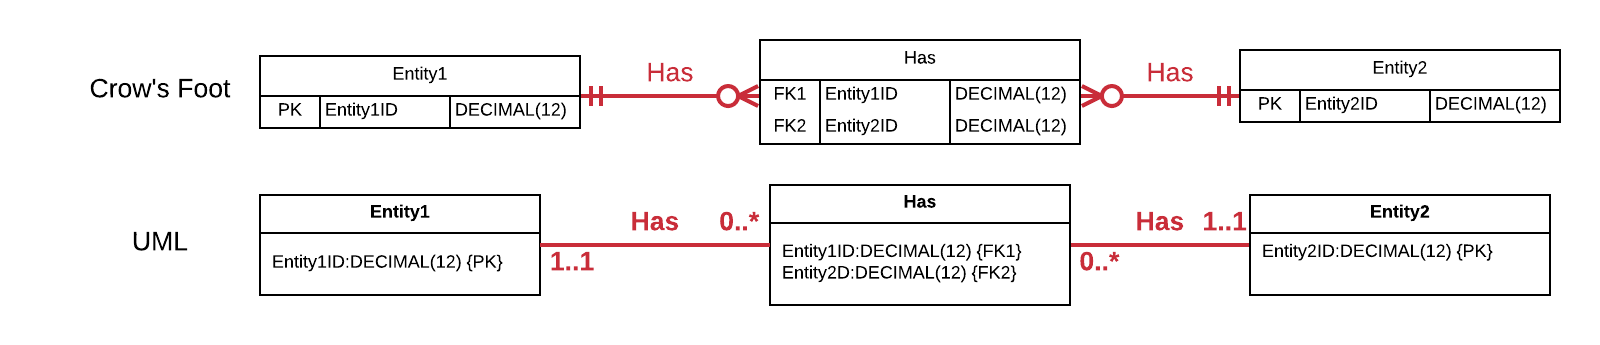 Crow's Foot
Entity1
PK Entity1ID DECIMAL(12)
Has
Has
FK1 Entity1ID DECIMAL(12)
FK2 Entity2ID DECIMAL(12)
Has
Entity2
PK Entity2ID DECIMAL(12)
UML
Entity1
Entity1ID:DECIMAL(12) {PK}
Has 0..*
1..1
Has
Entity1ID:DECIMAL(12) {FK1}
Entity2D:DECIMAL(12) {FK2}
Has 1..1
0..*
Entity2
Entity2ID:DECIMAL(12) {PK}